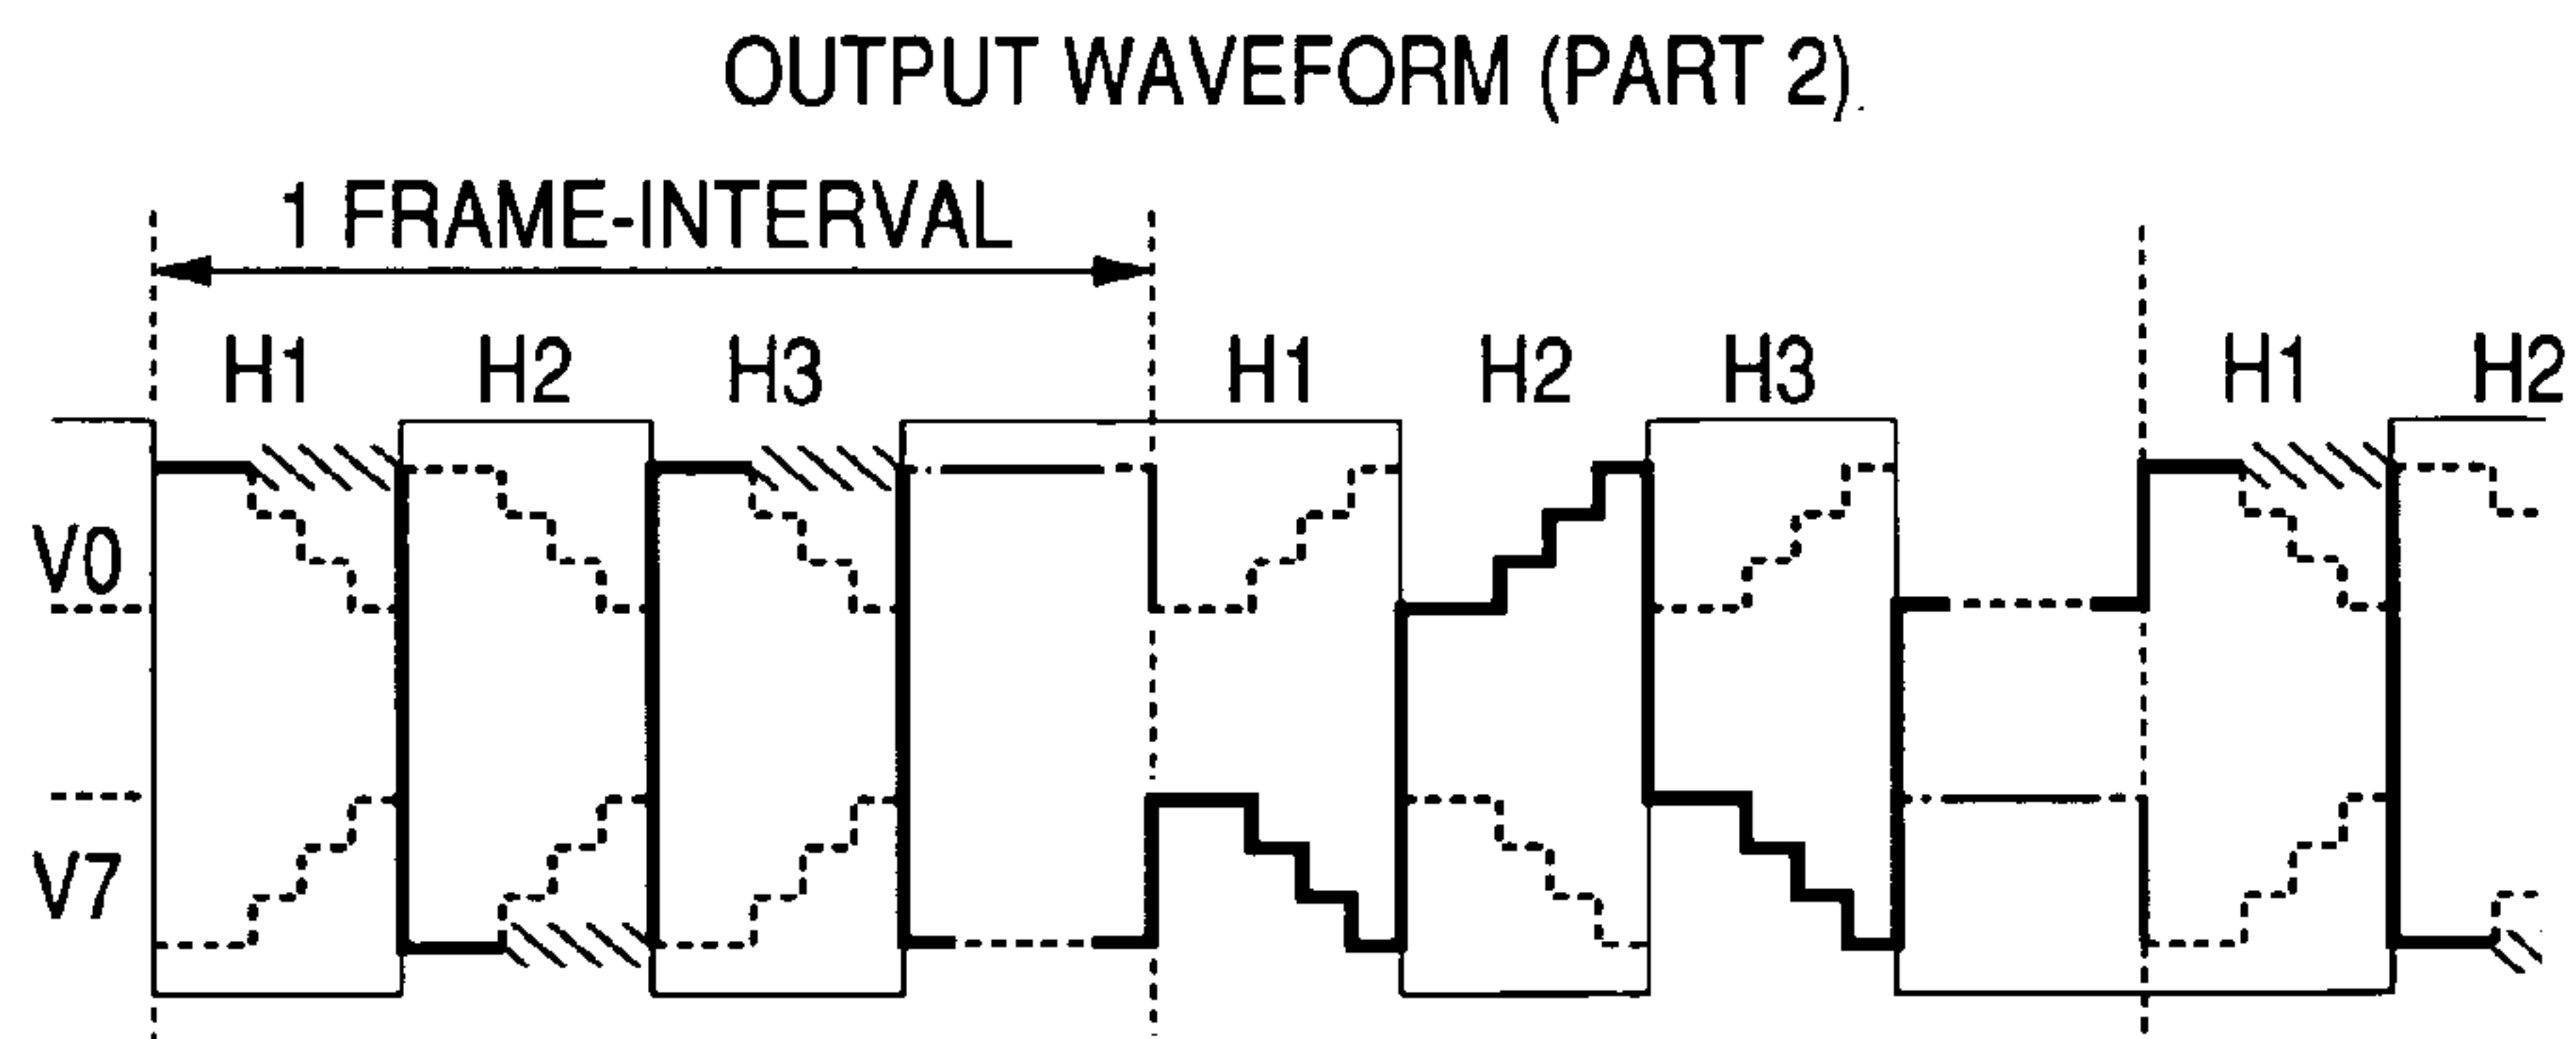 OUTPUT WAVEFORM (PART 2)
1 FRAME-INTERVAL
H1 H2 H3 H1 H2 H3 H1 H2
V0
V7